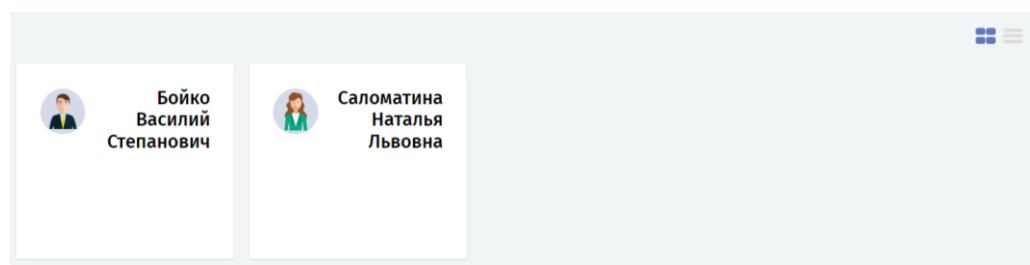 Бойко
Василий
Степанович
Саломатина
Наталья
Львовна